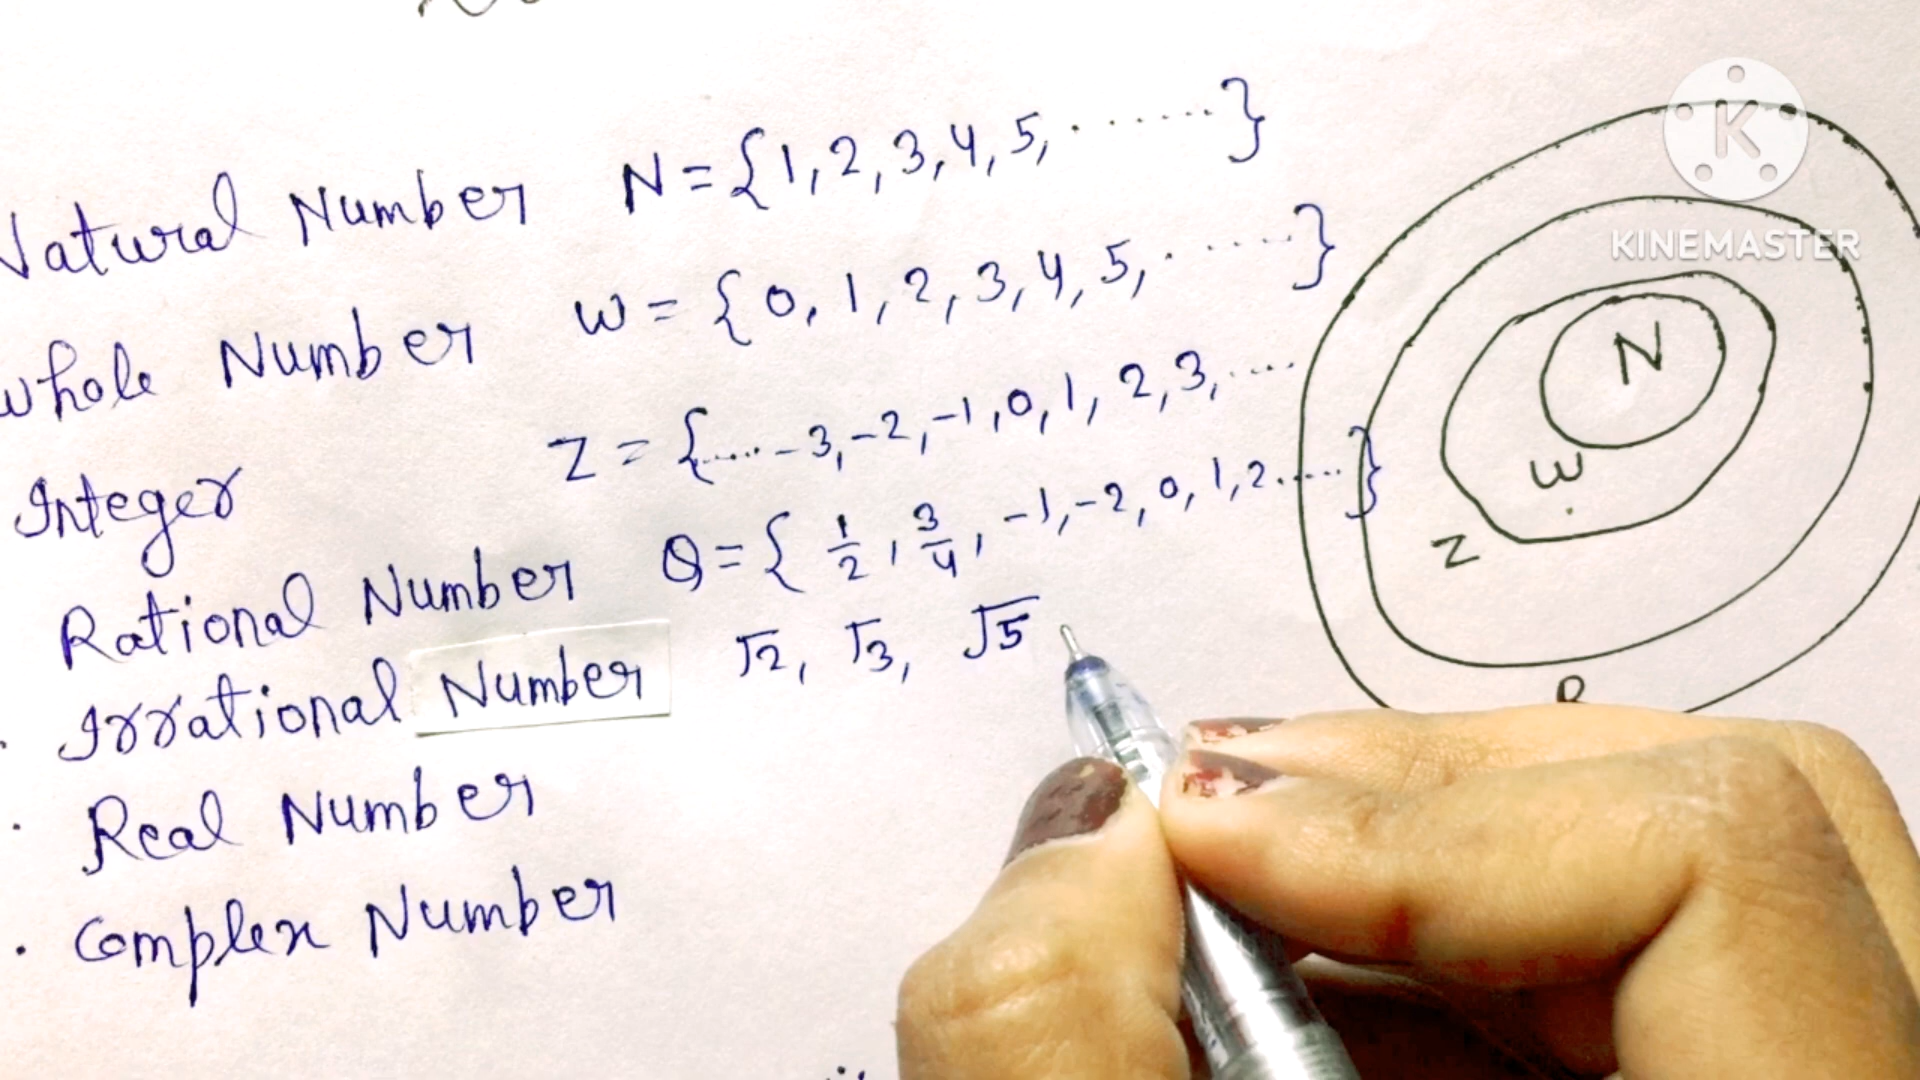 Natural Number N = {1, 2, 3, 4, 5, ........}
Whole Number W = {0, 1, 2, 3, 4, 5, ......}
Integer Z = {.... -3, -2, -1, 0, 1, 2, 3, ....
Rational Number Q = { 1/2, 3/4, -1, -2, 0, 1, 2 ...... }
Irrational Number √2, √3, √5
Real Number
Complex Number
N
W
Z
K
KINEMASTER